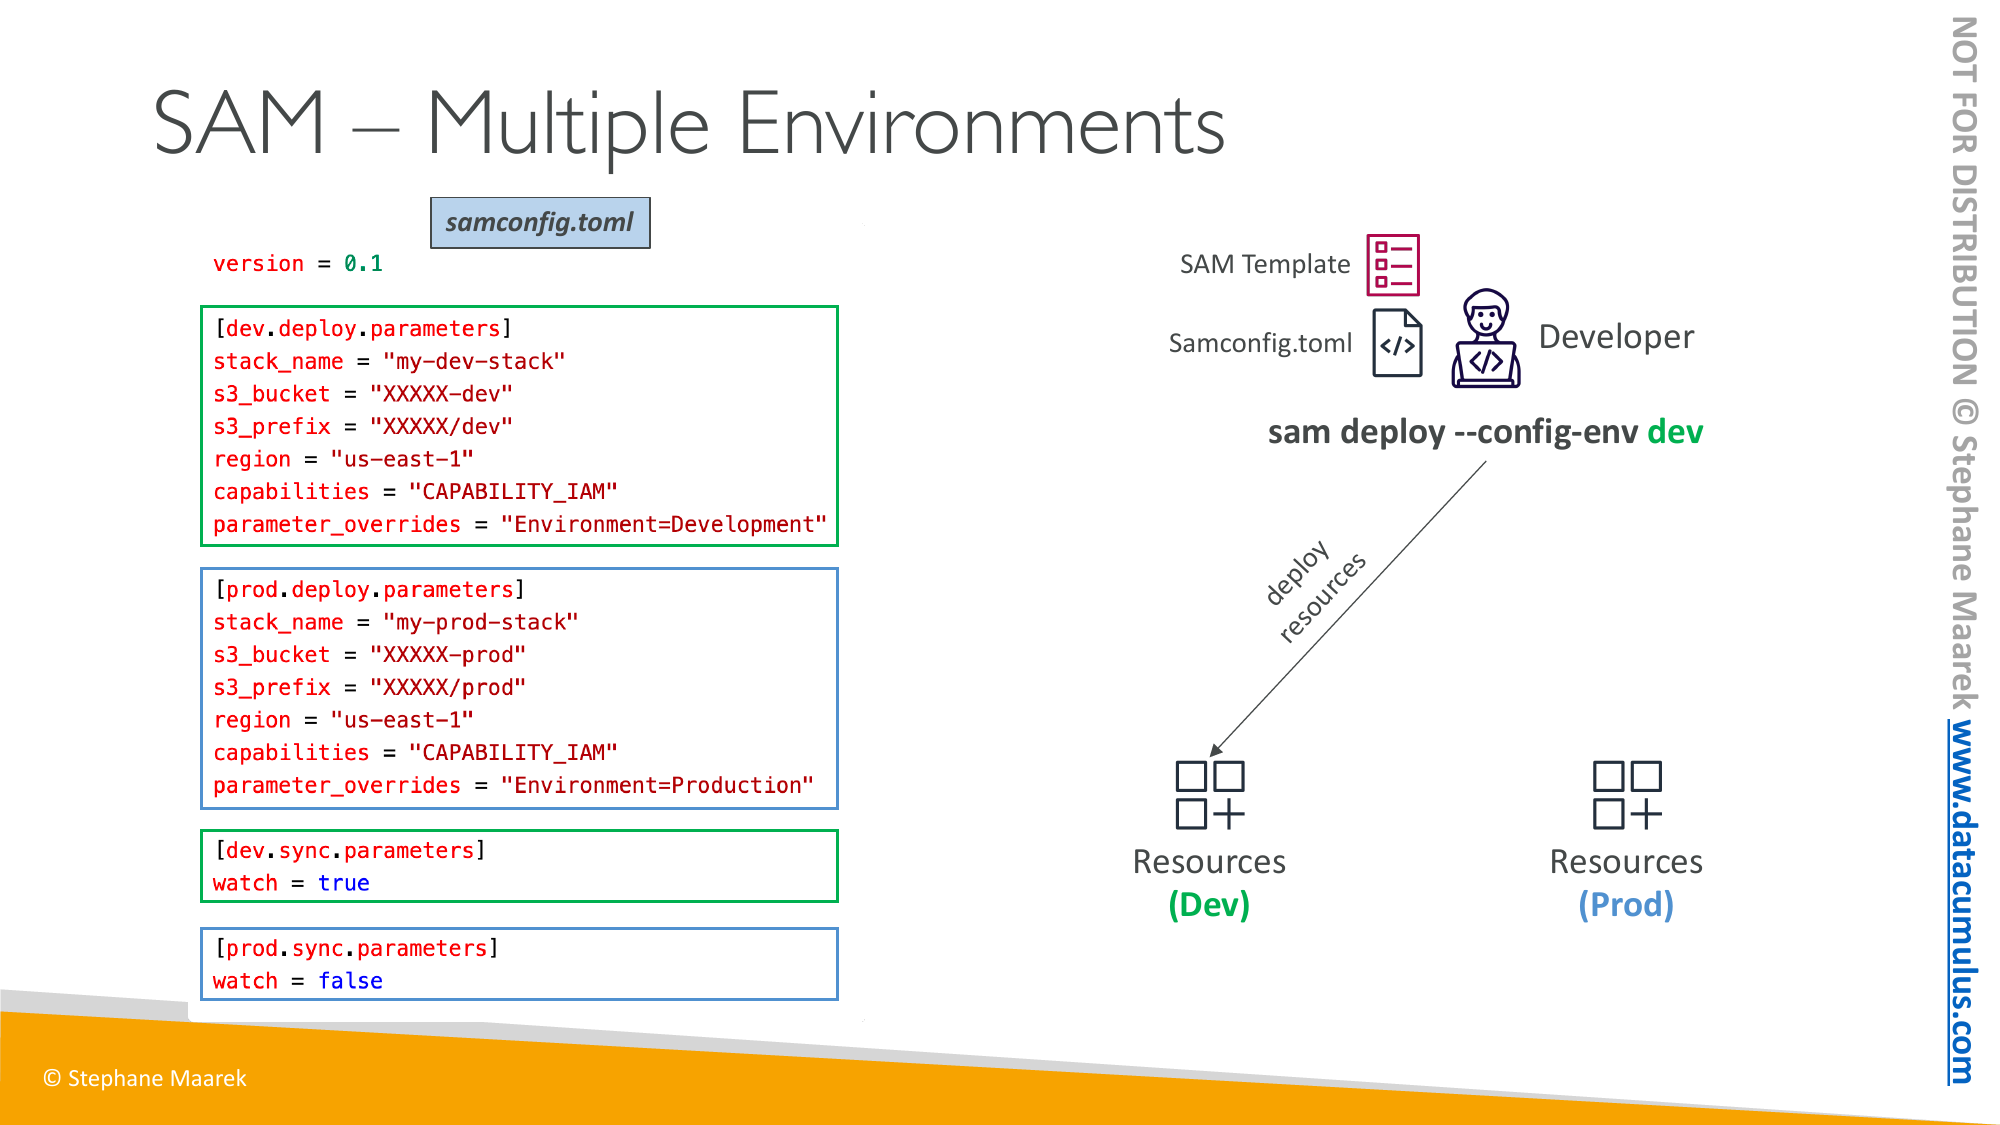 SAM – Multiple Environments
samconfig.toml
version = 0.1
[dev.deploy.parameters]
stack_name = "my-dev-stack"
s3_bucket = "XXXXX-dev"
s3_prefix = "XXXXX/dev"
region = "us-east-1"
capabilities = "CAPABILITY_IAM"
parameter_overrides = "Environment=Development"
[prod.deploy.parameters]
stack_name = "my-prod-stack"
s3_bucket = "XXXXX-prod"
s3_prefix = "XXXXX/prod"
region = "us-east-1"
capabilities = "CAPABILITY_IAM"
parameter_overrides = "Environment=Production"
[dev.sync.parameters]
watch = true
[prod.sync.parameters]
watch = false
SAM Template
Samconfig.toml
</>
Developer
</>
sam deploy --config-env dev
deploy
resources
Resources
(Dev)
Resources
(Prod)
© Stephane Maarek
NOT FOR DISTRIBUTION © Stephane Maarek www.datacumulus.com